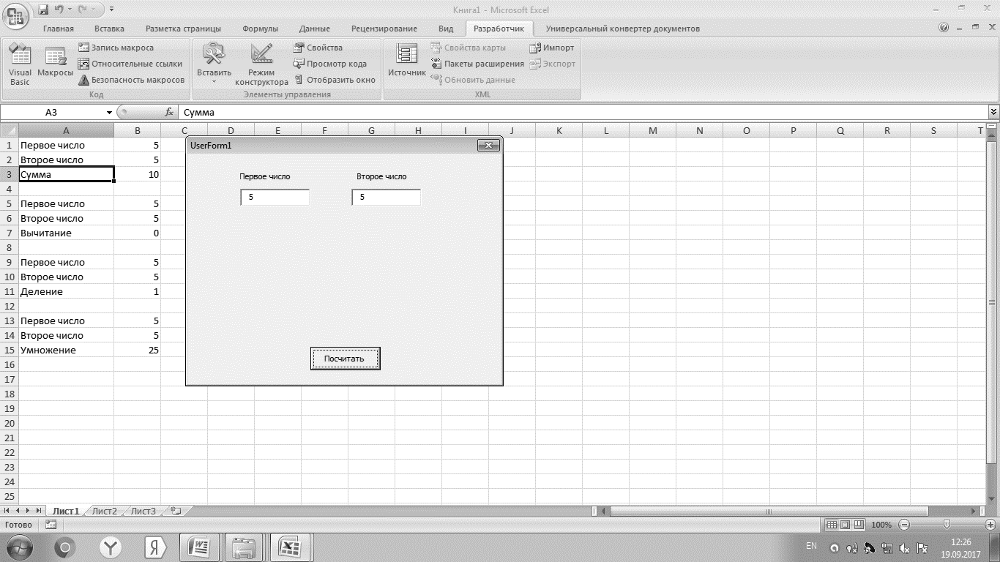 Книга1 - Microsoft Excel
Главная Вставка Разметка страницы Формулы Данные Рецензирование Вид Разработчик Универсальный конвертер документов
Visual Basic
Макросы
Запись макроса
Относительные ссылки
Безопасность макросов
Код
Вставить
Режим конструктора
Свойства
Просмотр кода
Отобразить окно
Элементы управления
Источник
Свойства карты
Пакеты расширения
Обновить данные
Импорт
Экспорт
XML
A3 fx Сумма
A B C D E F G H I J K L M N O P Q R S T
1 Первое число 5
2 Второе число 5
3 Сумма 10
4
5 Первое число 5
6 Второе число 5
7 Вычитание 0
8
9 Первое число 5
10 Второе число 5
11 Деление 1
12
13 Первое число 5
14 Второе число 5
15 Умножение 25
16
17
18
19
20
21
22
23
24
25
UserForm1
Первое число Второе число
5 5
Посчитать
Лист1 Лист2 Лист3
Готово 100%
EN 12:26
19.09.2017